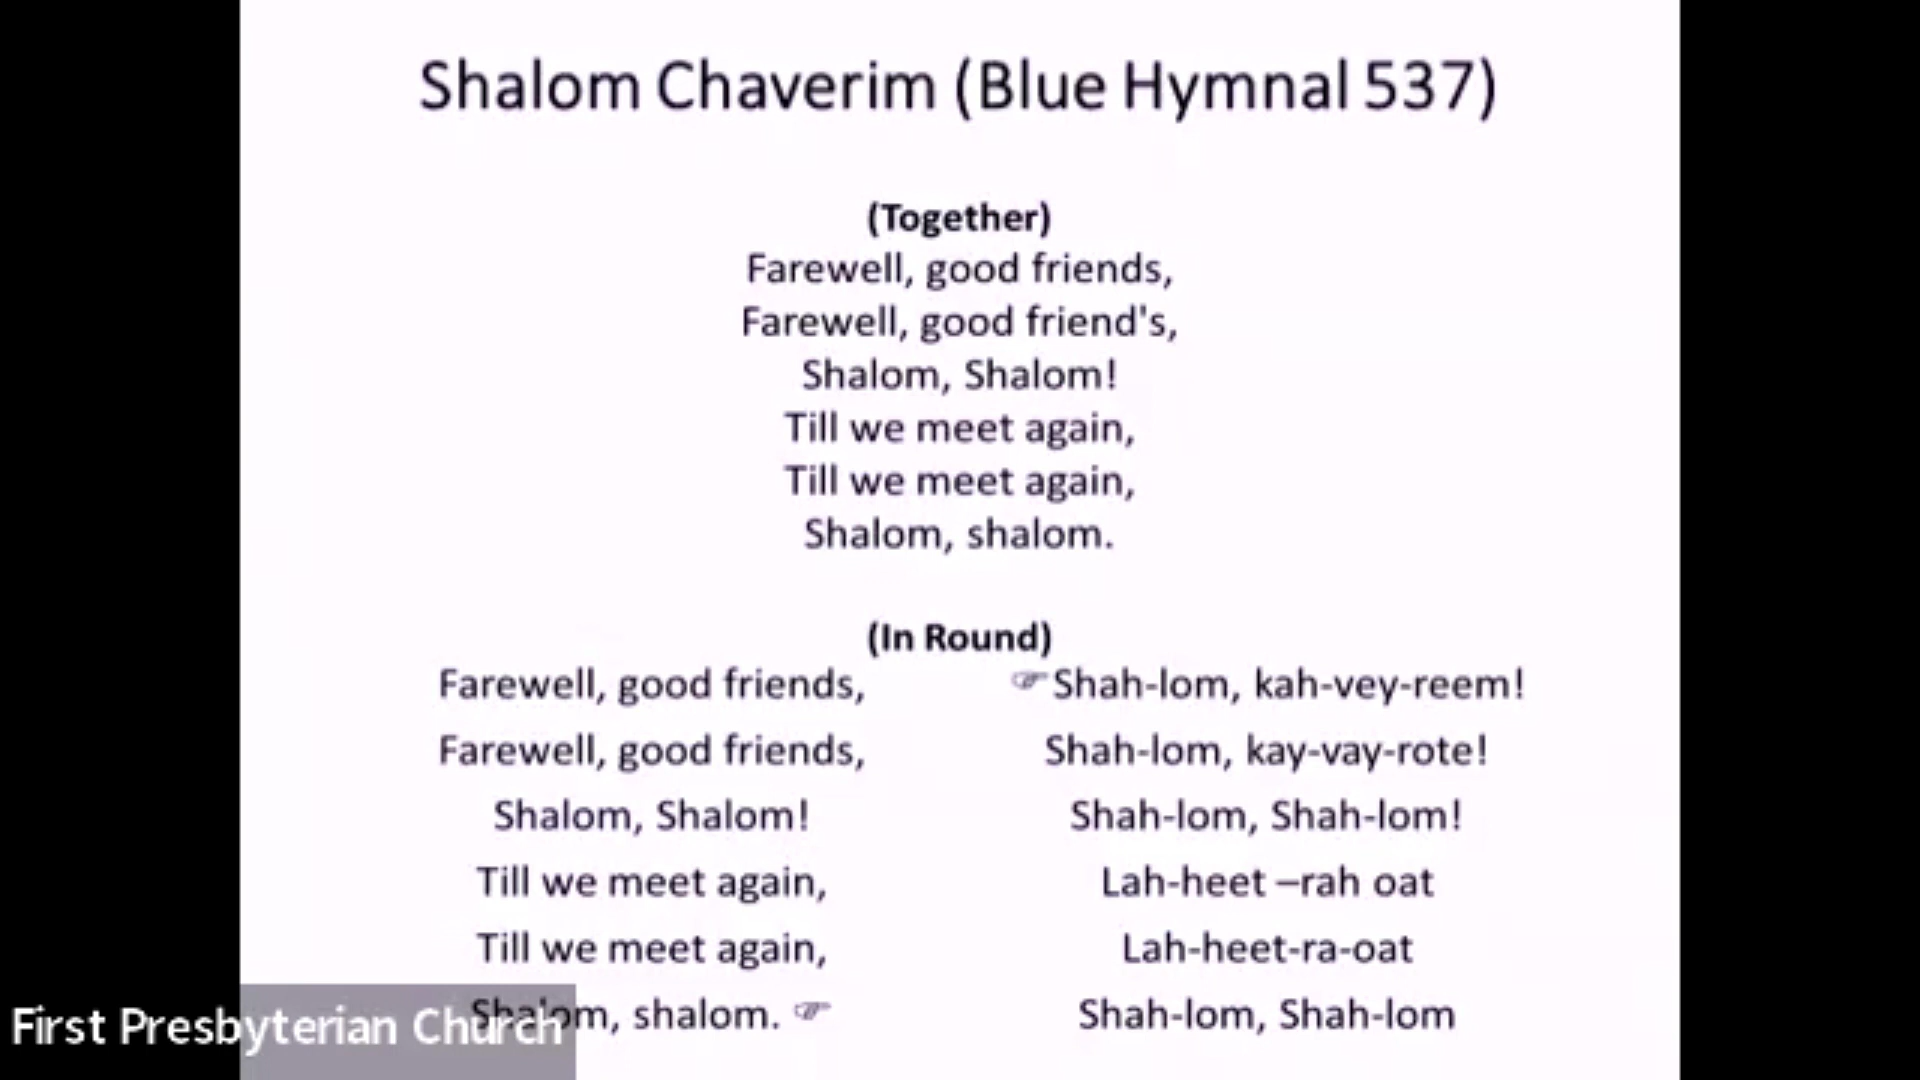 Shalom Chaverim (Blue Hymnal 537)
(Together)
Farewell, good friends,
Farewell, good friend's,
Shalom, Shalom!
Till we meet again,
Till we meet again,
Shalom, shalom.
(In Round)
Farewell, good friends,
Farewell, good friends,
Shalom, Shalom!
Till we meet again,
Till we meet again,
Shalom, shalom. ☞
☞Shah-lom, kah-vey-reem!
Shah-lom, kay-vay-rote!
Shah-lom, Shah-lom!
Lah-heet –rah oat
Lah-heet-ra-oat
Shah-lom, Shah-lom
First Presbyterian Church